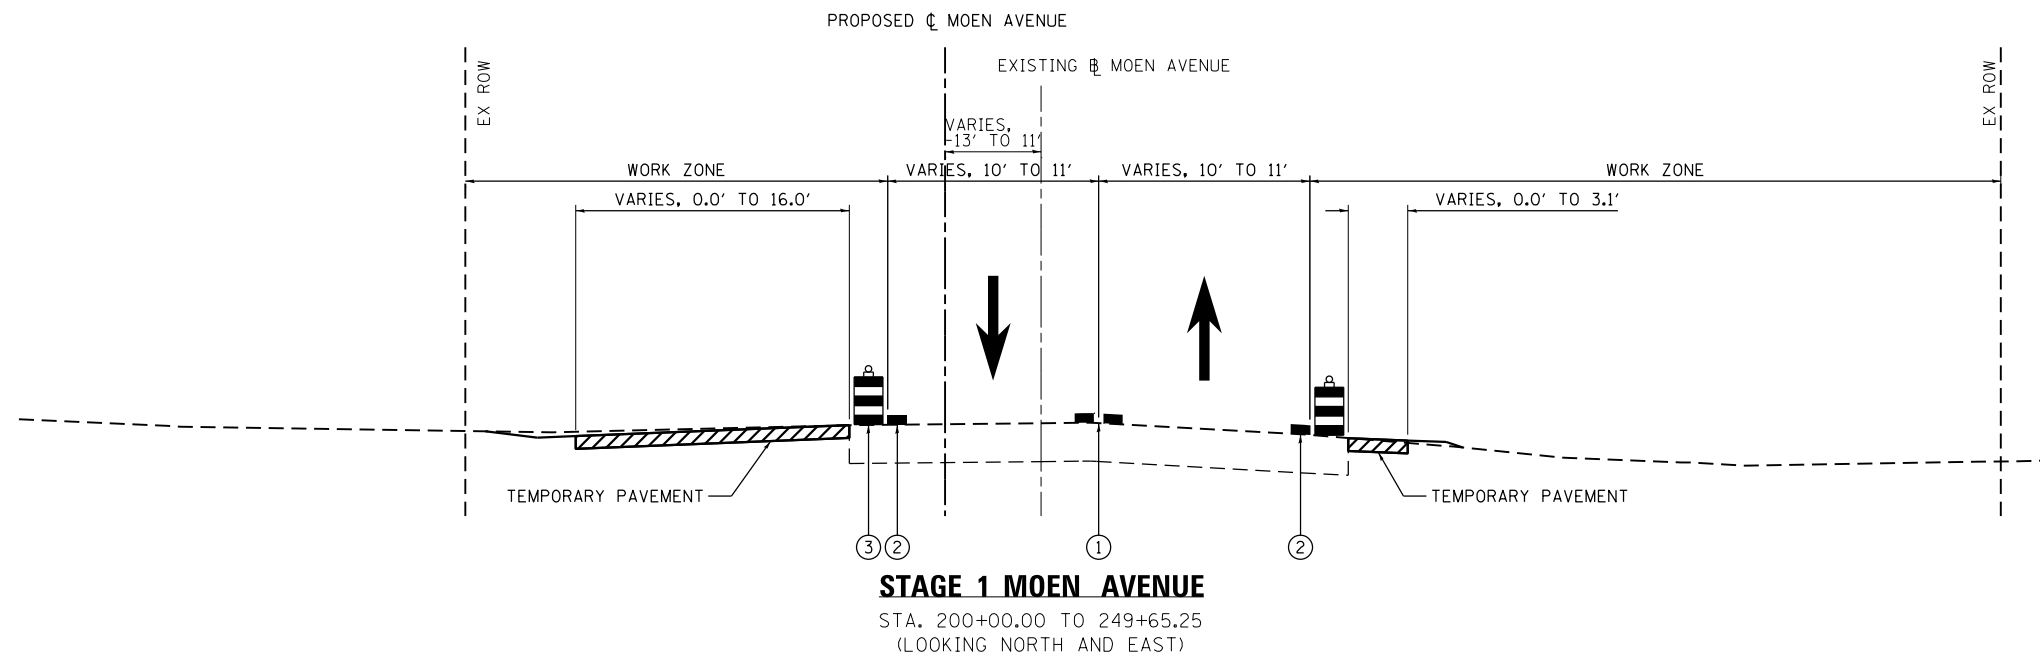 PROPOSED ℄ MOEN AVENUE
EXISTING B̵L MOEN AVENUE
EX ROW
EX ROW
VARIES,
-13' TO 11'
WORK ZONE
VARIES, 10' TO 11'
VARIES, 10' TO 11'
WORK ZONE
VARIES, 0.0' TO 16.0'
VARIES, 0.0' TO 3.1'
TEMPORARY PAVEMENT
TEMPORARY PAVEMENT
3
2
1
2
STAGE 1 MOEN AVENUE
STA. 200+00.00 TO 249+65.25
(LOOKING NORTH AND EAST)